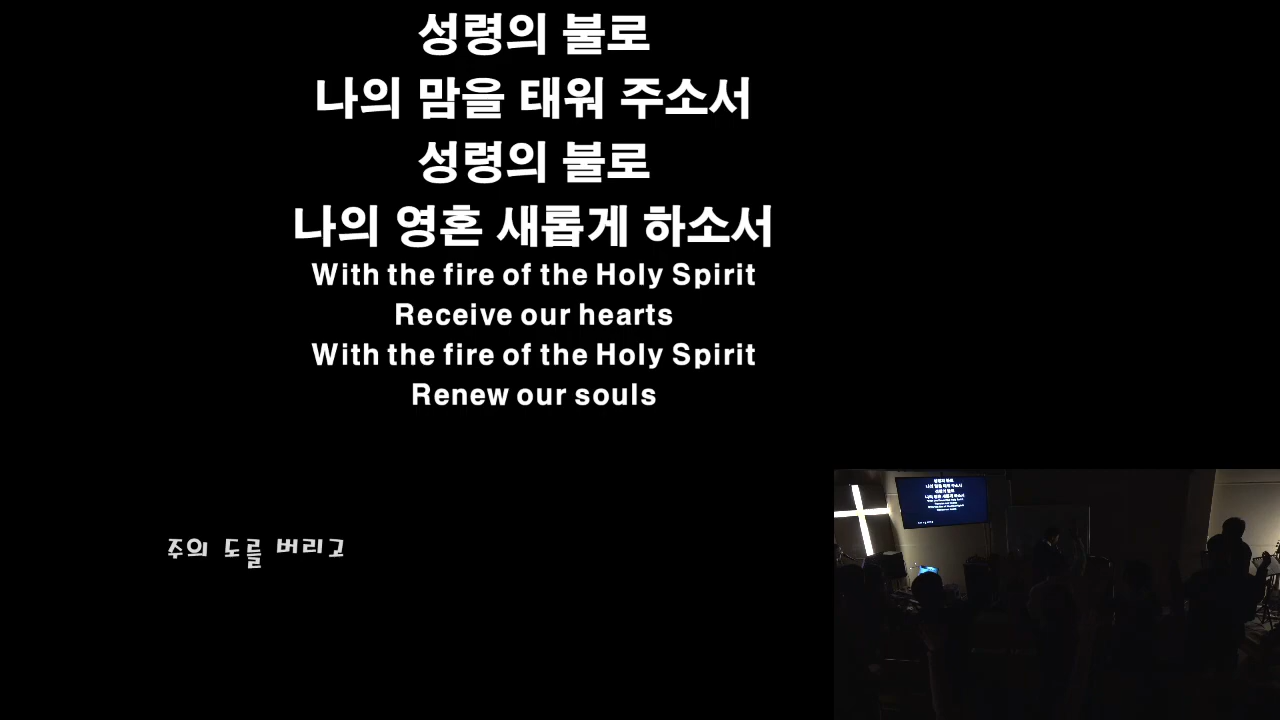 성령의 불로
나의 맘을 태워 주소서
성령의 불로
나의 영혼 새롭게 하소서
With the fire of the Holy Spirit
Receive our hearts
With the fire of the Holy Spirit
Renew our souls
주의 도를 버리고